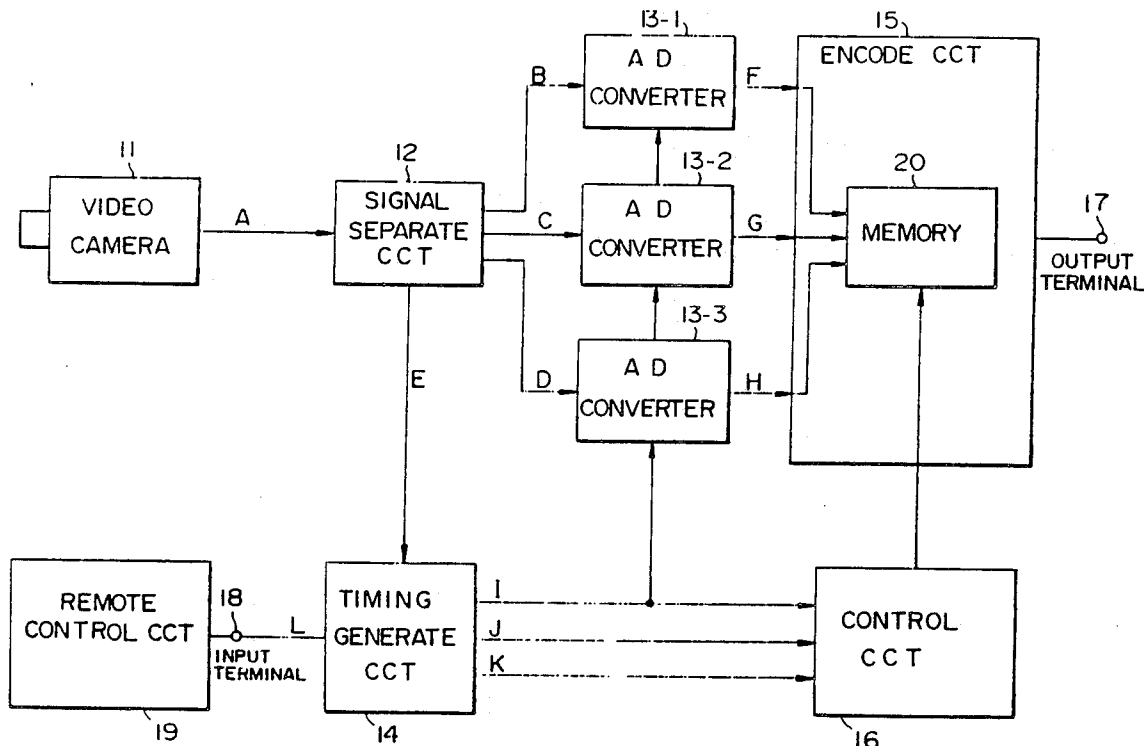 13-1
15
A D
CONVERTER
B
F
ENCODE CCT
11
12
13-2
20
VIDEO
CAMERA
A
SIGNAL
SEPARATE
CCT
C
A D
CONVERTER
G
MEMORY
17
OUTPUT
TERMINAL
13-3
E
D
A D
CONVERTER
H
REMOTE
CONTROL CCT
18
INPUT
TERMINAL
L
TIMING
GENERATE
CCT
I
J
K
CONTROL
CCT
19
14
16